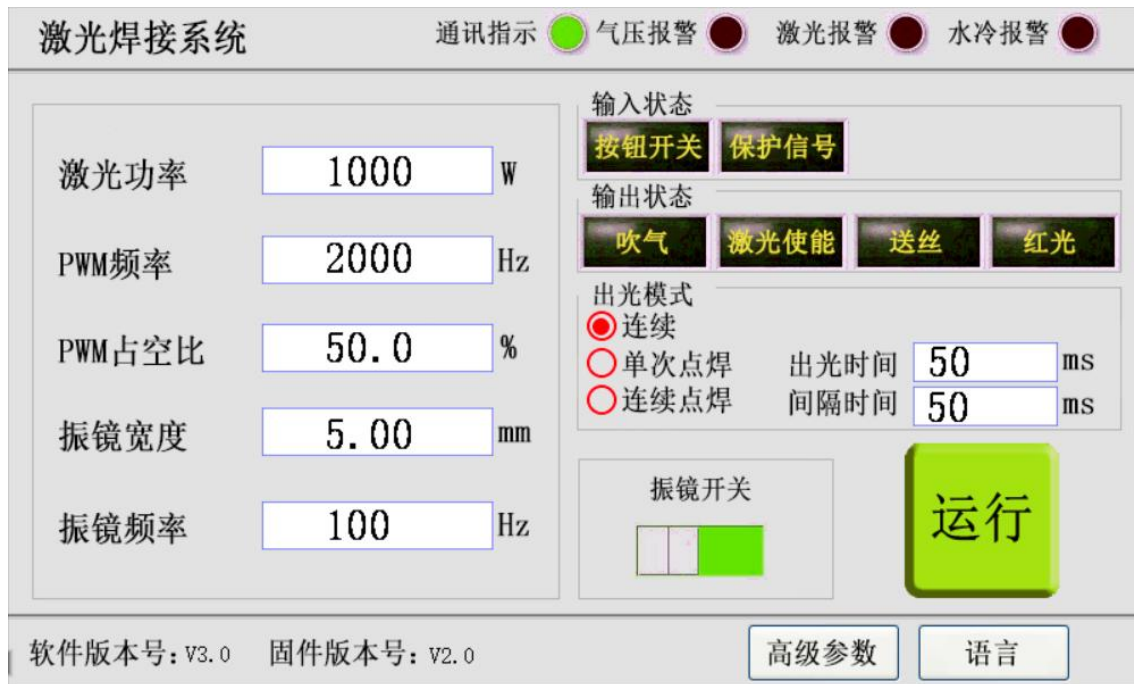 激光焊接系统 通讯指示 气压报警 激光报警 水冷报警
激光功率 1000 W
PWM频率 2000 Hz
PWM占空比 50.0 %
振镜宽度 5.00 mm
振镜频率 100 Hz
输入状态
按钮开关 保护信号
输出状态
吹气 激光使能 送丝 红光
出光模式
连续
单次点焊 出光时间 50 ms
连续点焊 间隔时间 50 ms
振镜开关
运行
软件版本号:V3.0 固件版本号:V2.0 高级参数 语言